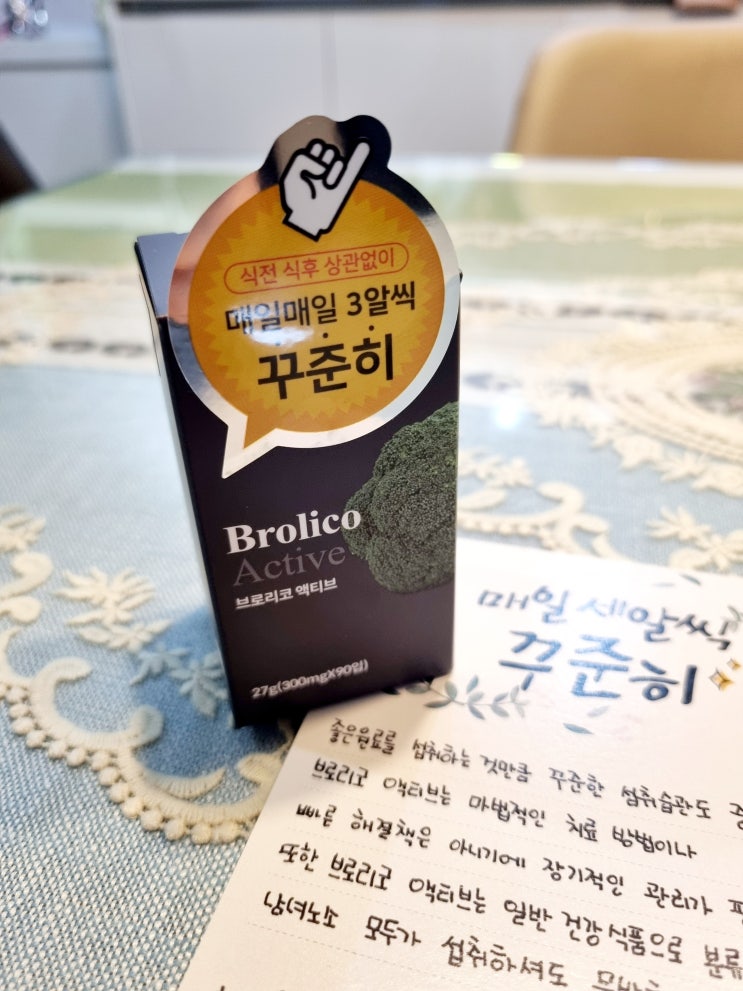 식전 식후 상관없이
매일매일 3알씩
꾸준히
Brolico
Active
브로리코 액티브
27g(300mgX90입)
매일 세알씩
꾸준히
좋은원료를 섭취하는 것만큼 꾸준한 섭취습관도
브로리코 액티브는 마법적인 치료 방법이나
빠른 해결책은 아니기에 장기적인 관리가
또한 브로리코 액티브는 일반 건강식품으로 분류
남녀노소 모두가 섭취하셔도